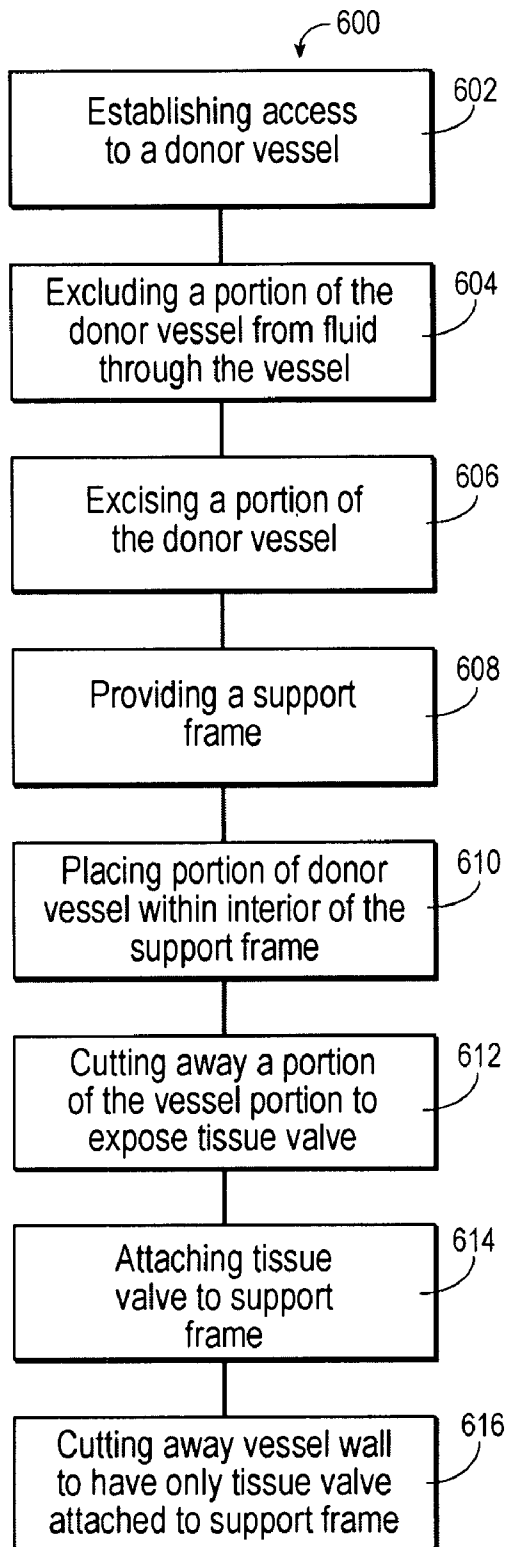 600
602
Establishing access
to a donor vessel
604
Excluding a portion of the
donor vessel from fluid
through the vessel
606
Excising a portion of
the donor vessel
608
Providing a support
frame
610
Placing portion of donor
vessel within interior of the
support frame
612
Cutting away a portion
of the vessel portion to
expose tissue valve
614
Attaching tissue
valve to support
frame
616
Cutting away vessel wall
to have only tissue valve
attached to support frame